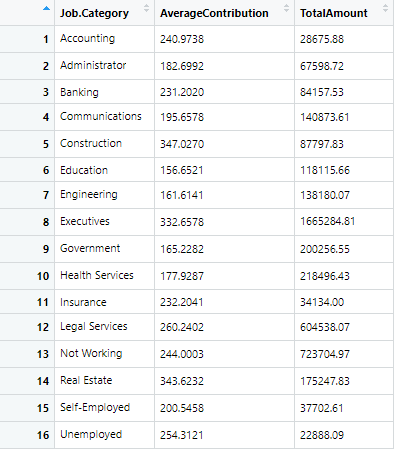 Job.Category AverageContribution TotalAmount
1 Accounting 240.9738 28675.88
2 Administrator 182.6992 67598.72
3 Banking 231.2020 84157.53
4 Communications 195.6578 140873.61
5 Construction 347.0270 87797.83
6 Education 156.6521 118115.66
7 Engineering 161.6141 138180.07
8 Executives 332.6578 1665284.81
9 Government 165.2282 200256.55
10 Health Services 177.9287 218496.43
11 Insurance 232.2041 34134.00
12 Legal Services 260.2402 604538.07
13 Not Working 244.0003 723704.97
14 Real Estate 343.6232 175247.83
15 Self-Employed 200.5458 37702.61
16 Unemployed 254.3121 22888.09